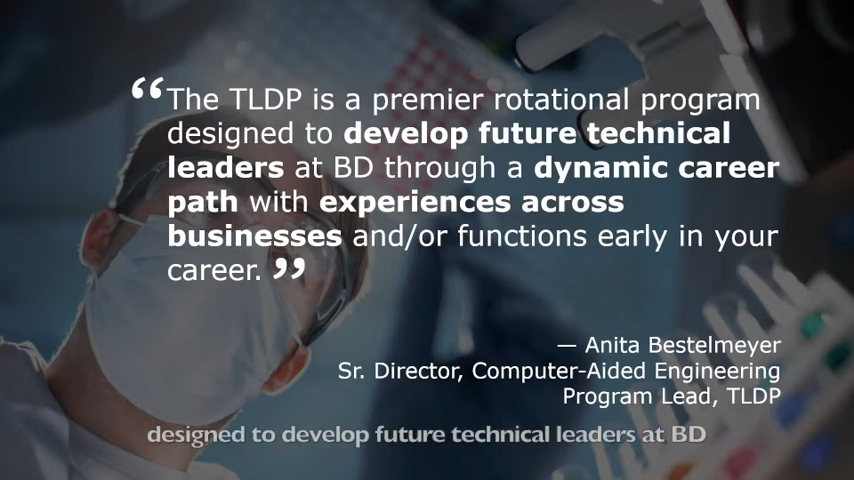 “The TLDP is a premier rotational program
designed to develop future technical
leaders at BD through a dynamic career
path with experiences across
businesses and/or functions early in your
career.”
— Anita Bestelmeyer
Sr. Director, Computer-Aided Engineering
Program Lead, TLDP
designed to develop future technical leaders at BD